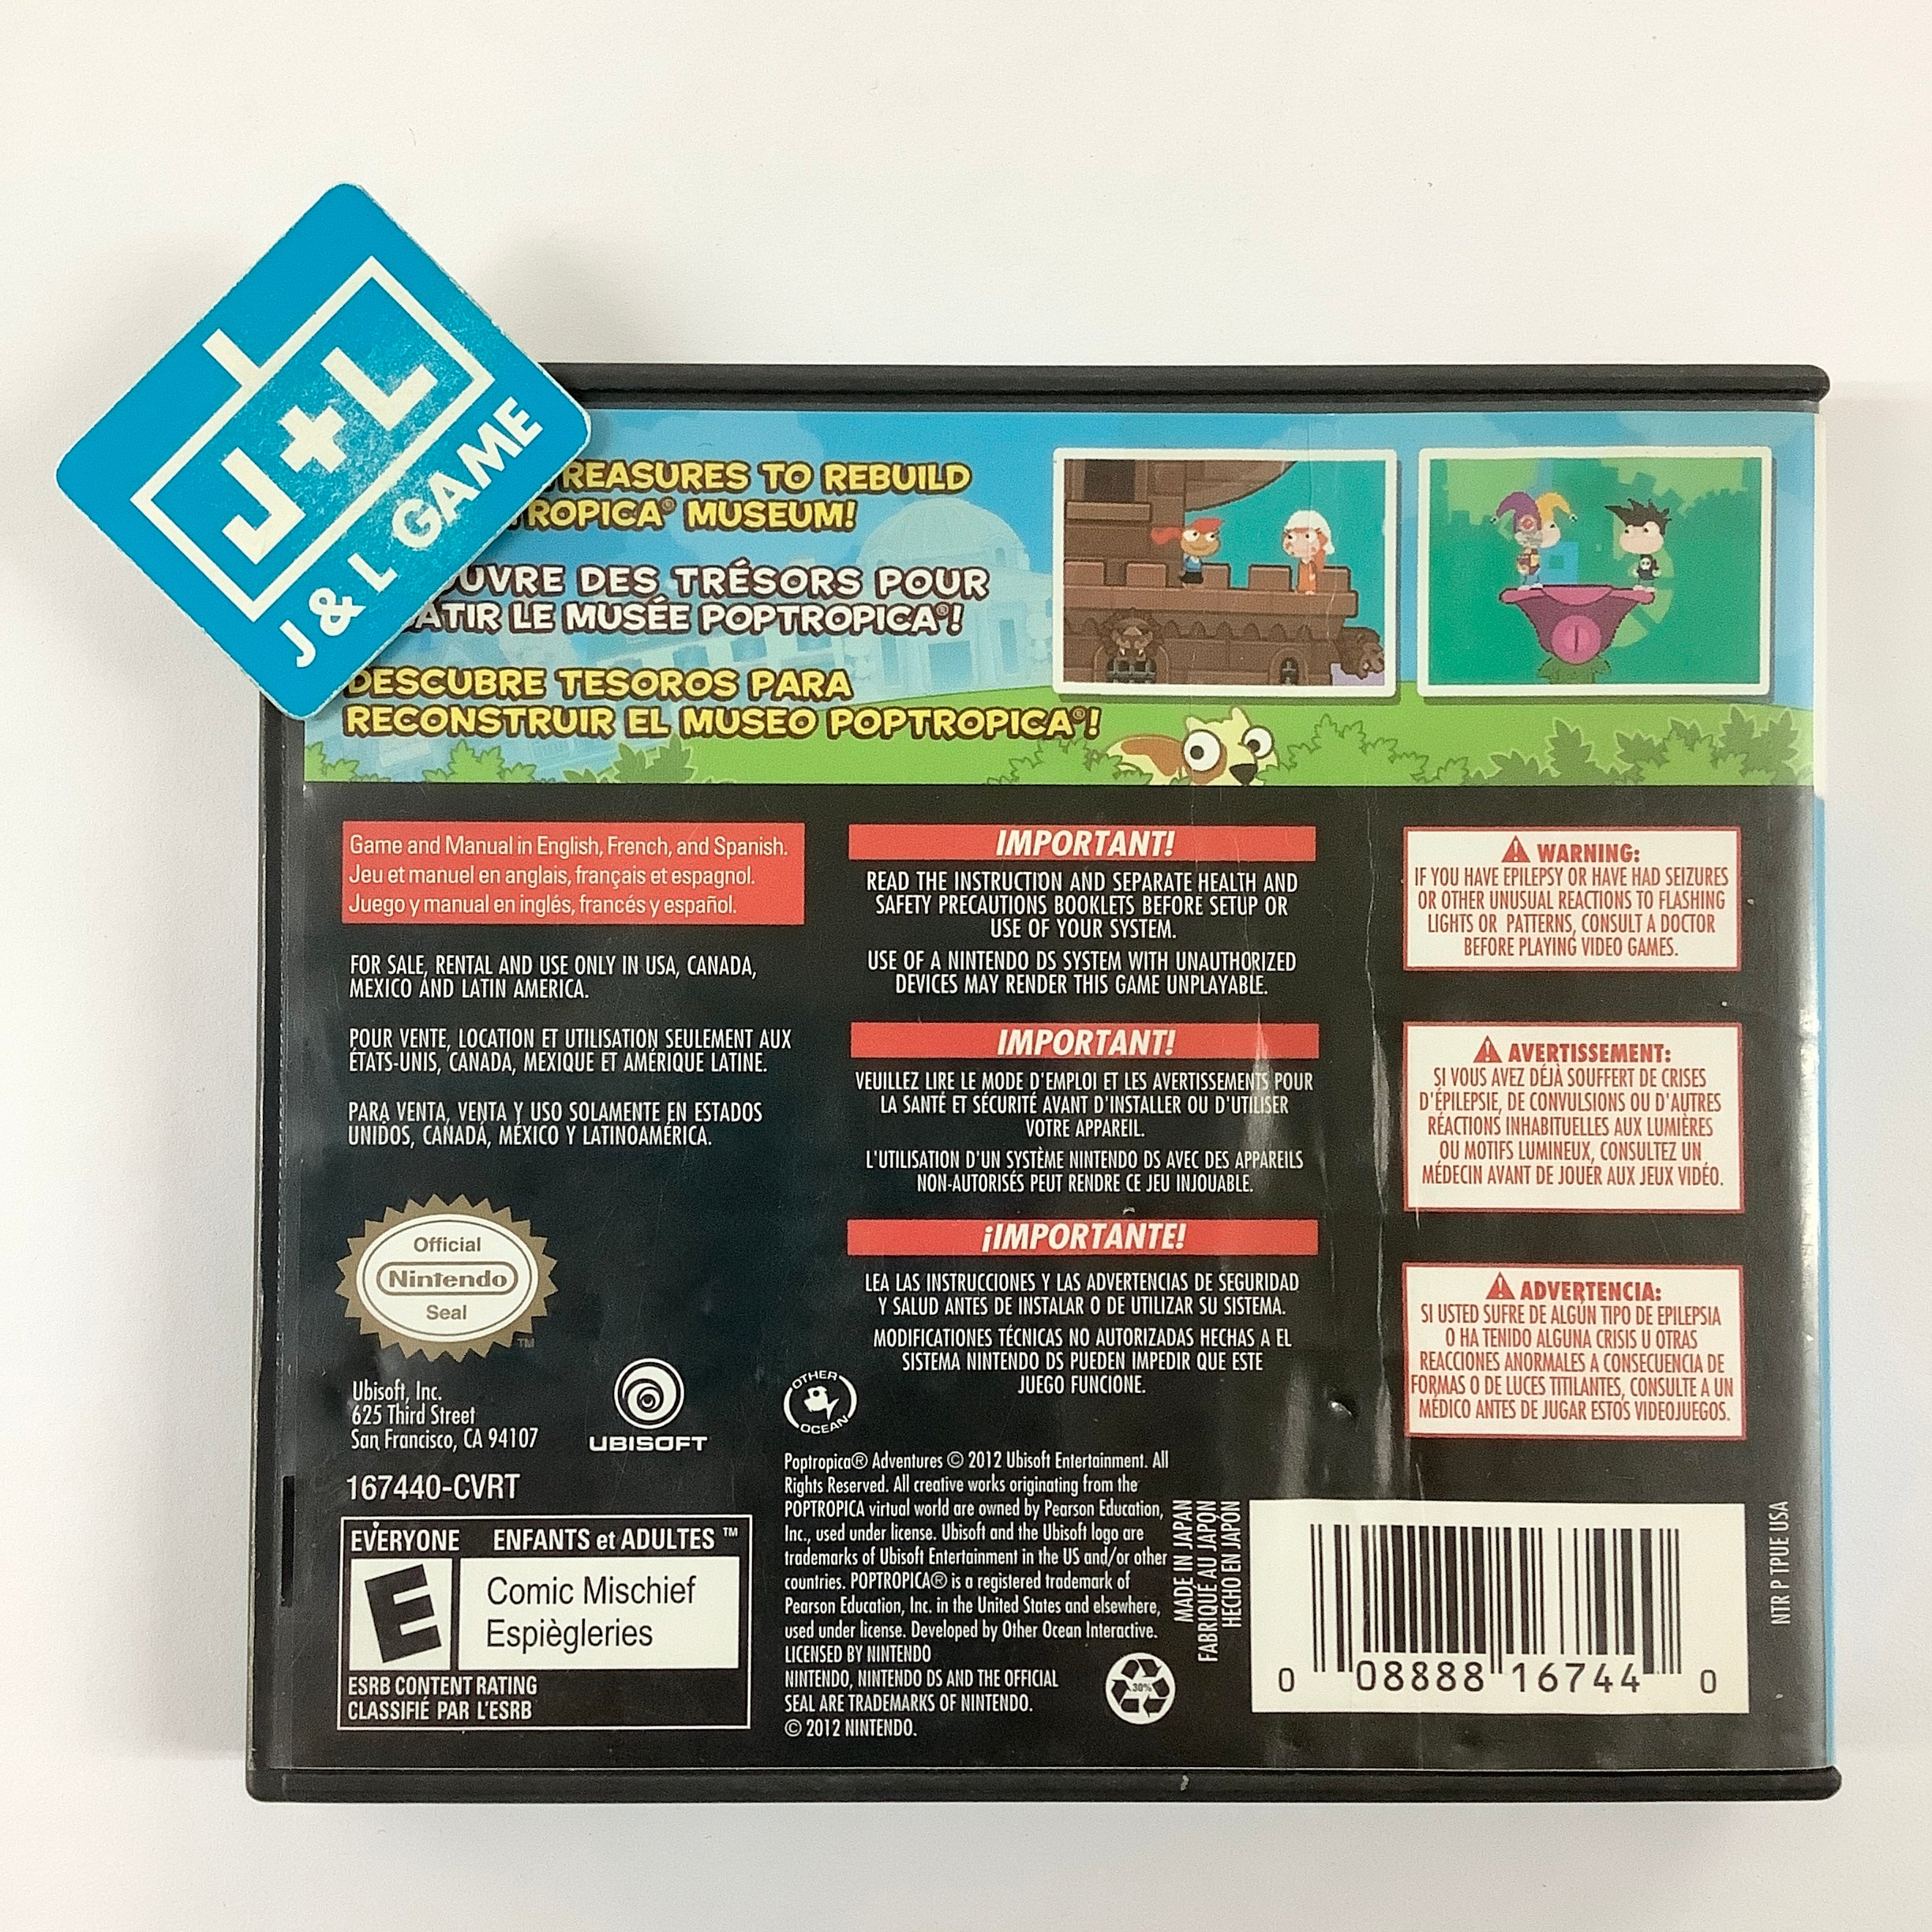 J+L
J & L GAME
REASURES TO REBUILD
TROPICA® MUSEUM!
OUVRE DES TRÉSORS POUR
ATIR LE MUSÉE POPTROPICA®!
DESCUBRE TESOROS PARA
RECONSTRUIR EL MUSEO POPTROPICA®!
Game and Manual in English, French, and Spanish.
Jeu et manuel en anglais, français et espagnol.
Juego y manual en inglés, francés y español.
FOR SALE, RENTAL AND USE ONLY IN USA, CANADA,
MEXICO AND LATIN AMERICA.
POUR VENTE, LOCATION ET UTILISATION SEULEMENT AUX
ÉTATS-UNIS, CANADA, MEXIQUE ET AMÉRIQUE LATINE.
PARA VENTA, VENTA Y USO SOLAMENTE EN ESTADOS
UNIDOS, CANADÁ, MÉXICO Y LATINOAMÉRICA.
Official
Nintendo
Seal
TM
Ubisoft, Inc.
625 Third Street
San Francisco, CA 94107
UBISOFT
167440-CVRT
EVERYONE ENFANTS et ADULTES ™
E
Comic Mischief
Espiègleries
ESRB CONTENT RATING
CLASSIFIÉ PAR L'ESRB
IMPORTANT!
READ THE INSTRUCTION AND SEPARATE HEALTH AND
SAFETY PRECAUTIONS BOOKLETS BEFORE SETUP OR
USE OF YOUR SYSTEM.
USE OF A NINTENDO DS SYSTEM WITH UNAUTHORIZED
DEVICES MAY RENDER THIS GAME UNPLAYABLE.
IMPORTANT!
VEUILLEZ LIRE LE MODE D'EMPLOI ET LES AVERTISSEMENTS POUR
LA SANTÉ ET SÉCURITÉ AVANT D'INSTALLER OU D'UTILISER
VOTRE APPAREIL.
L'UTILISATION D'UN SYSTÈME NINTENDO DS AVEC DES APPAREILS
NON-AUTORISÉS PEUT RENDRE CE JEU INJOUABLE.
¡IMPORTANTE!
LEA LAS INSTRUCCIONES Y LAS ADVERTENCIAS DE SEGURIDAD
Y SALUD ANTES DE INSTALAR O DE UTILIZAR SU SISTEMA.
MODIFICATIONES TÉCNICAS NO AUTORIZADAS HECHAS A EL
SISTEMA NINTENDO DS PUEDEN IMPEDIR QUE ESTE
JUEGO FUNCIONE.
OTHER
OCEAN
Poptropica® Adventures © 2012 Ubisoft Entertainment. All
Rights Reserved. All creative works originating from the
POPTROPICA virtual world are owned by Pearson Education,
Inc., used under license. Ubisoft and the Ubisoft logo are
trademarks of Ubisoft Entertainment in the US and/or other
countries. POPTROPICA® is a registered trademark of
Pearson Education, Inc. in the United States and elsewhere,
used under license. Developed by Other Ocean Interactive.
LICENSED BY NINTENDO
NINTENDO, NINTENDO DS AND THE OFFICIAL
SEAL ARE TRADEMARKS OF NINTENDO.
© 2012 NINTENDO.
30%
MADE IN JAPAN
FABRIQUÉ AU JAPON
HECHO EN JAPÓN
WARNING:
IF YOU HAVE EPILEPSY OR HAVE HAD SEIZURES
OR OTHER UNUSUAL REACTIONS TO FLASHING
LIGHTS OR PATTERNS, CONSULT A DOCTOR
BEFORE PLAYING VIDEO GAMES.
AVERTISSEMENT:
SI VOUS AVEZ DÉJÀ SOUFFERT DE CRISES
D'ÉPILEPSIE, DE CONVULSIONS OU D'AUTRES
RÉACTIONS INHABITUELLES AUX LUMIÈRES
OU MOTIFS LUMINEUX, CONSULTEZ UN
MÉDECIN AVANT DE JOUER AUX JEUX VIDÉO.
ADVERTENCIA:
SI USTED SUFRE DE ALGÚN TIPO DE EPILEPSIA
O HA TENIDO ALGUNA CRISIS U OTRAS
REACCIONES ANORMALES A CONSECUENCIA DE
FORMAS O DE LUCES TITILANTES, CONSULTE A UN
MÉDICO ANTES DE JUGAR ESTOS VIDEOJUEGOS.
0 08888 16744 0
NTR P TPUE USA